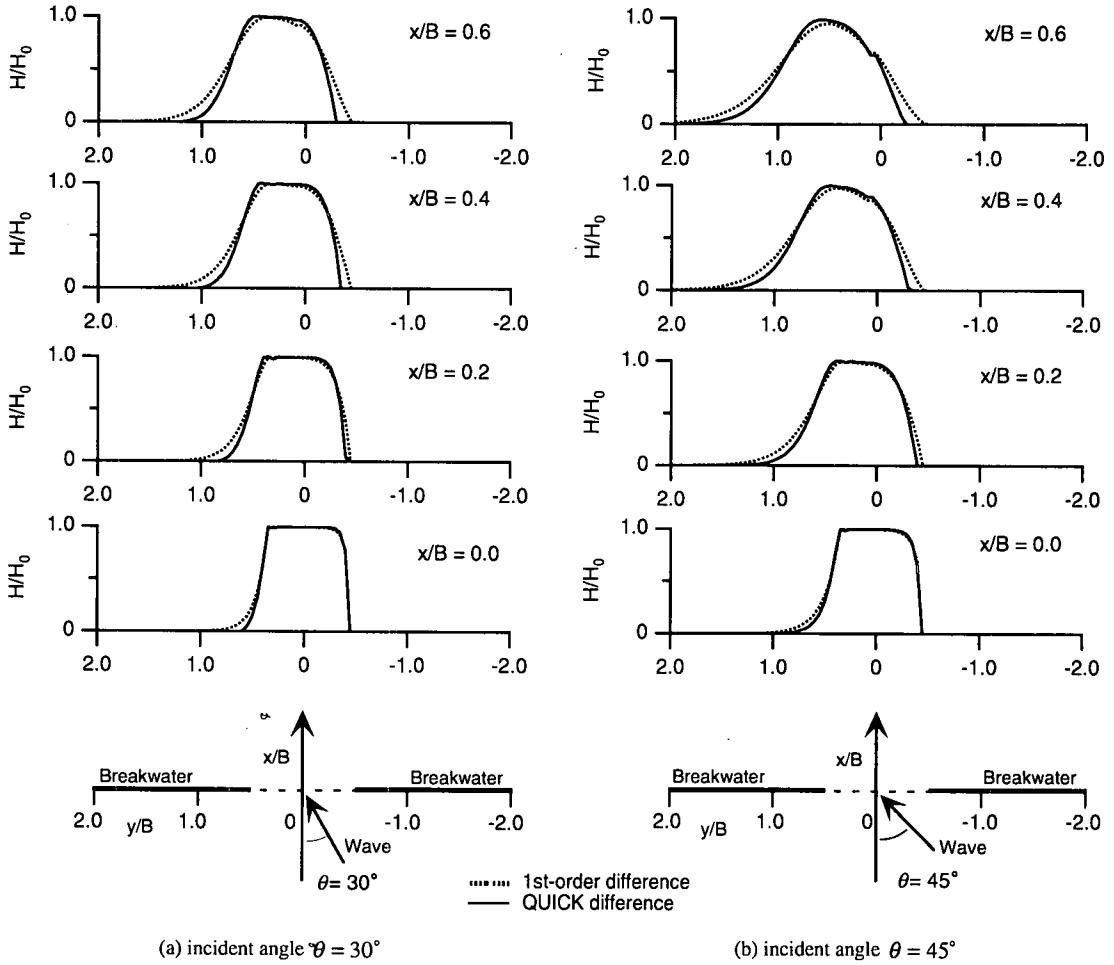 1.0
H/H0
0
x/B = 0.6
2.0 1.0 0 -1.0 -2.0
1.0
H/H0
0
x/B = 0.4
2.0 1.0 0 -1.0 -2.0
1.0
H/H0
0
x/B = 0.2
2.0 1.0 0 -1.0 -2.0
1.0
H/H0
0
x/B = 0.0
2.0 1.0 0 -1.0 -2.0
x/B
Breakwater Breakwater
2.0 1.0 0 -1.0 -2.0
y/B
Wave
θ = 30°
1.0
H/H0
0
x/B = 0.6
2.0 1.0 0 -1.0 -2.0
1.0
H/H0
0
x/B = 0.4
2.0 1.0 0 -1.0 -2.0
1.0
H/H0
0
x/B = 0.2
2.0 1.0 0 -1.0 -2.0
1.0
H/H0
0
x/B = 0.0
2.0 1.0 0 -1.0 -2.0
x/B
Breakwater Breakwater
2.0 1.0 0 -1.0 -2.0
y/B
Wave
θ = 45°
1st-order difference
QUICK difference
(a) incident angle θ = 30°
(b) incident angle θ = 45°